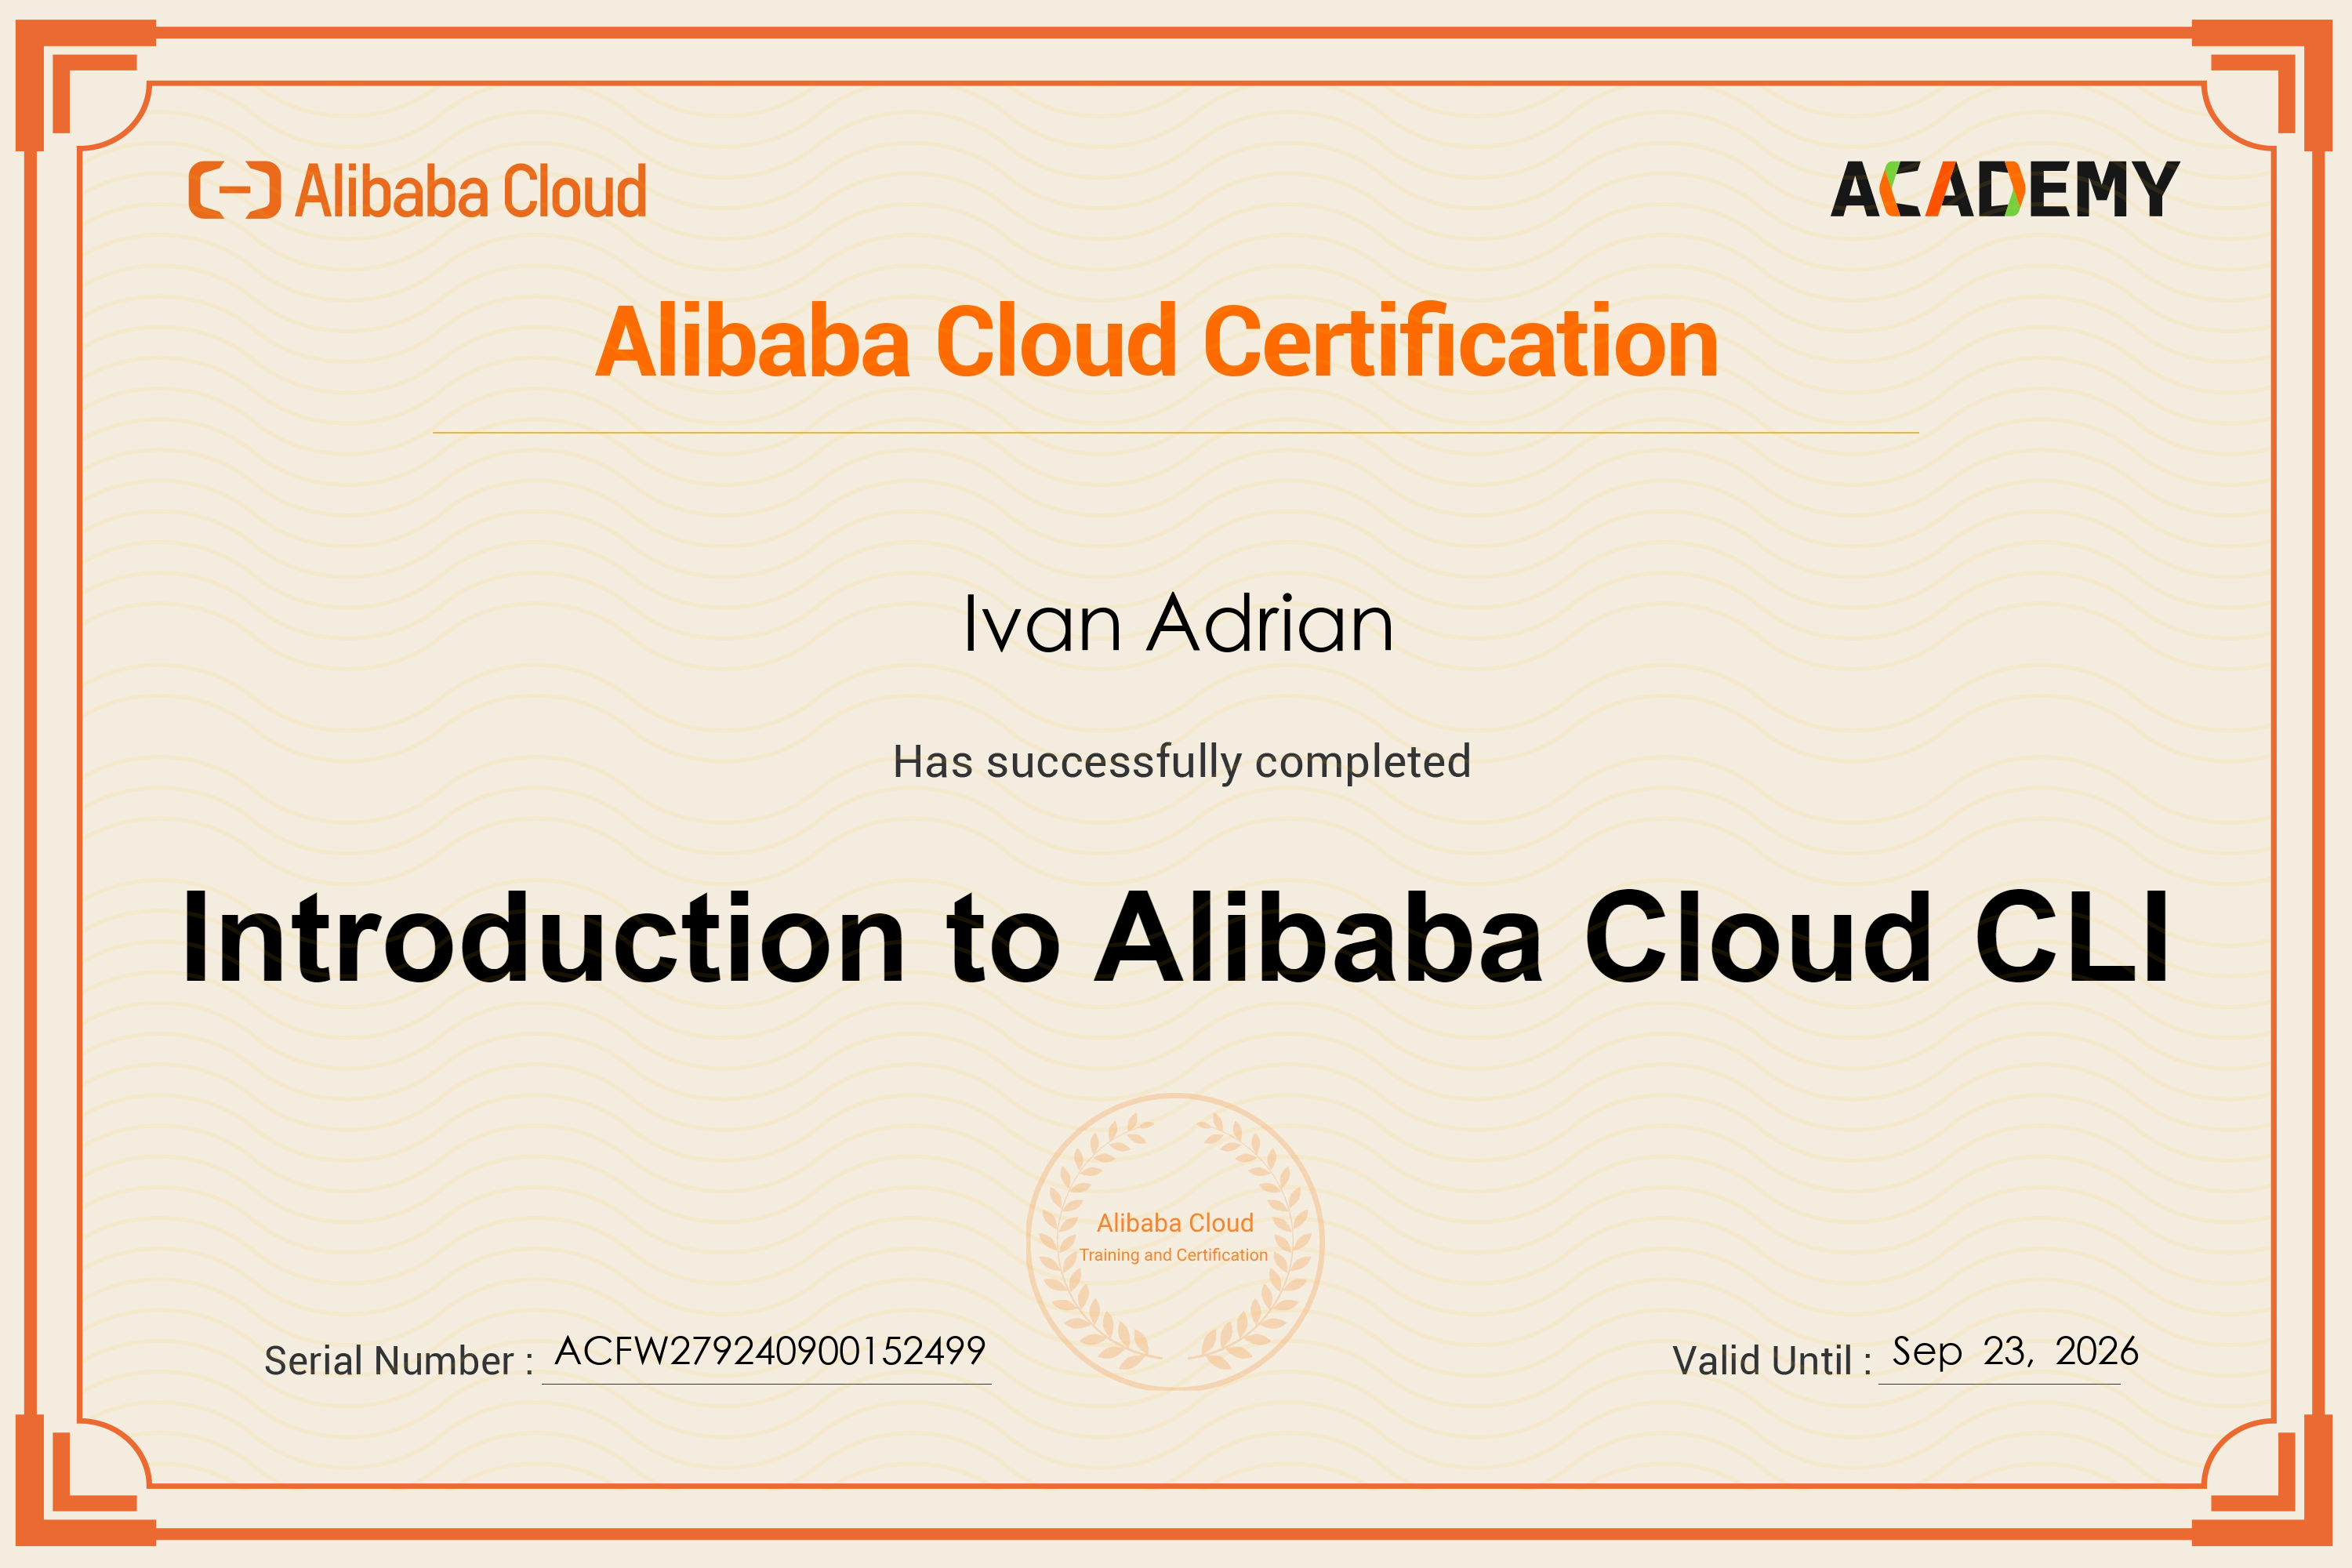 Alibaba Cloud
ACADEMY
Alibaba Cloud Certification
Ivan Adrian
Has successfully completed
Introduction to Alibaba Cloud CLI
Alibaba Cloud
Training and Certification
Serial Number : ACFW279240900152499
Valid Until : Sep 23, 2026